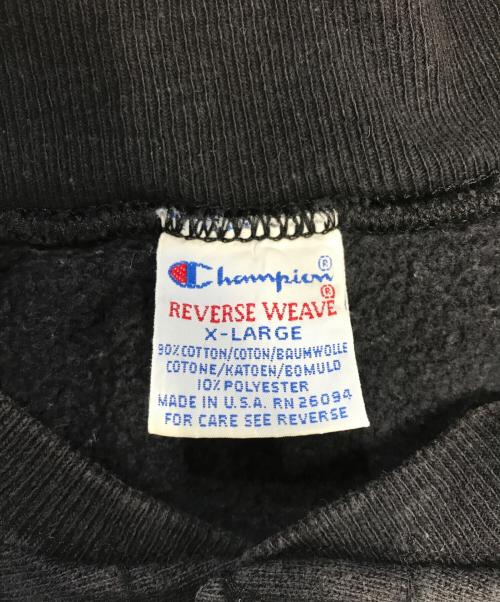 Champion®
REVERSE WEAVE®
X-LARGE
90% COTTON/COTON/BAUMWOLLE
COTONE/KATOEN/BOMULD
10% POLYESTER
MADE IN U.S.A. RN 26094
FOR CARE SEE REVERSE